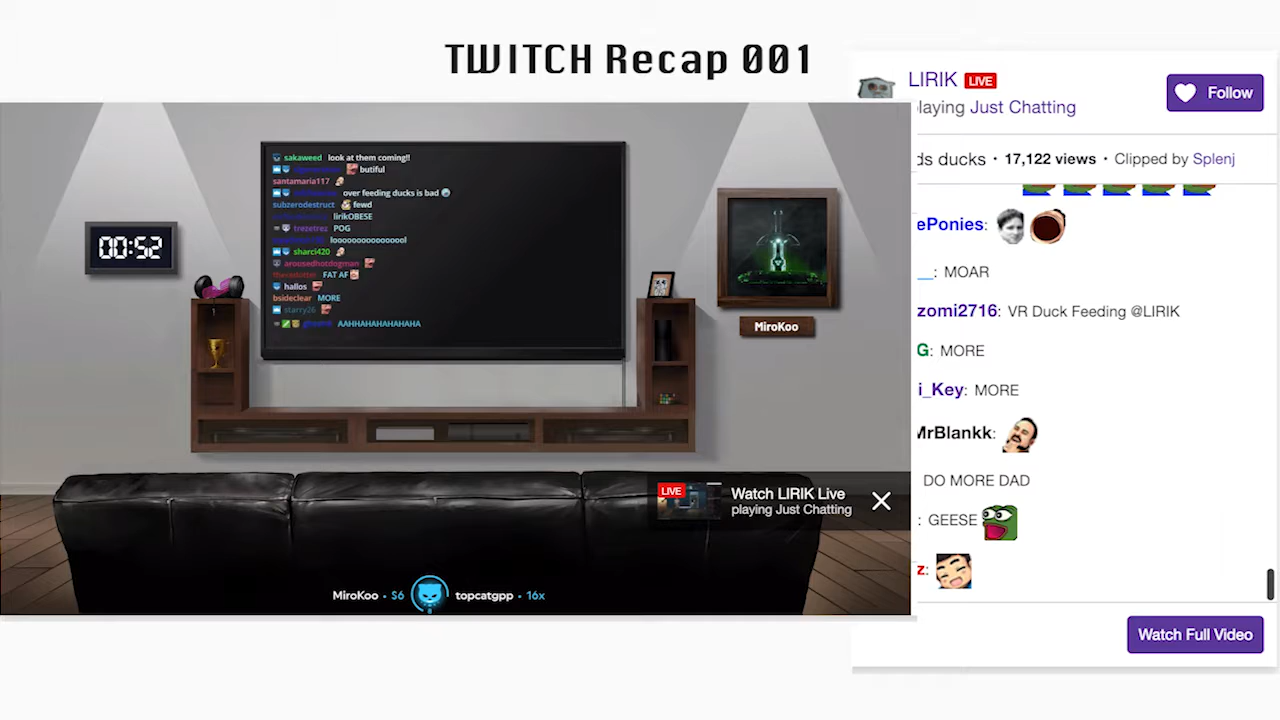 TWITCH Recap 001
LIRIK LIVE
laying Just Chatting
Follow
ds ducks · 17,122 views · Clipped by Splenj
sakaweed look at them coming!!
butiful
santamaria117
over feeding ducks is bad
subzerodestruct fewd
lirikOBESE
trezetrez POG
looooooooooooool
sharci420
arousedhotdogman
FAT AF
hallos
bsideclear MORE
starry26
AAHHAHAHAHAHAHA
00:52
MiroKoo
ePonies:
__: MOAR
zomi2716: VR Duck Feeding @LIRIK
G: MORE
i_Key: MORE
MrBlankk:
DO MORE DAD
: GEESE
z:
LIVE
Watch LIRIK Live
playing Just Chatting
MiroKoo · $6
topcatgpp · 16x
Watch Full Video